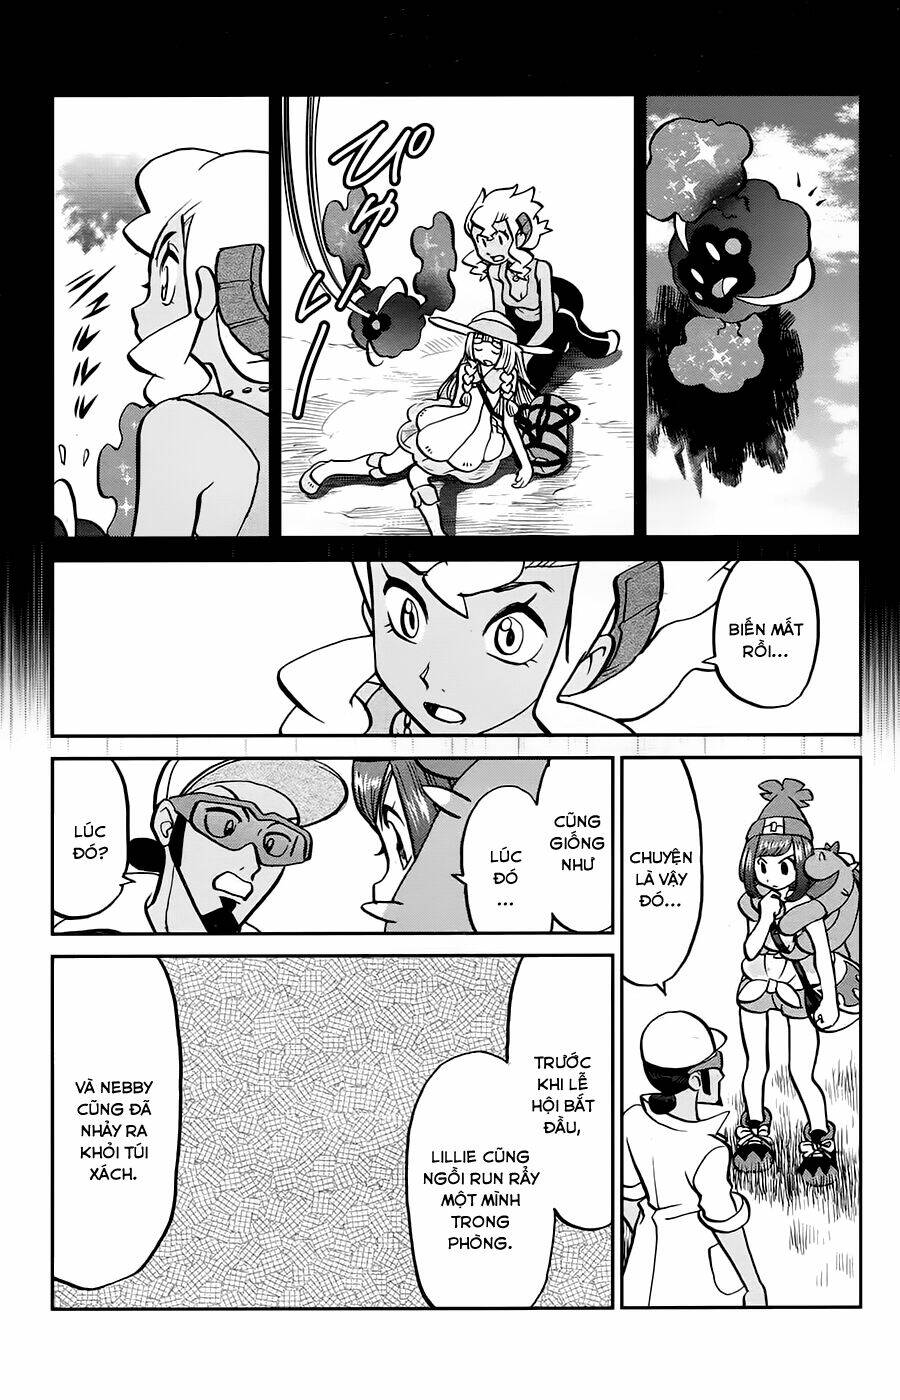 ピ
ュ
ー
ー
BIẾN MẤT
RỒI...
CHUYỆN
LÀ VẬY
ĐÓ...
CŨNG
GIỐNG
NHƯ
LÚC
ĐÓ
...
LÚC
ĐÓ?
TRƯỚC
KHI LỄ
HỘI BẮT
ĐẦU,
LILLIE CŨNG
NGỒI RUN RẨY
MỘT MÌNH
TRONG
PHÒNG.
VÀ NEBBY
CŨNG ĐÃ
NHẢY RA
KHỎI TÚI
XÁCH.